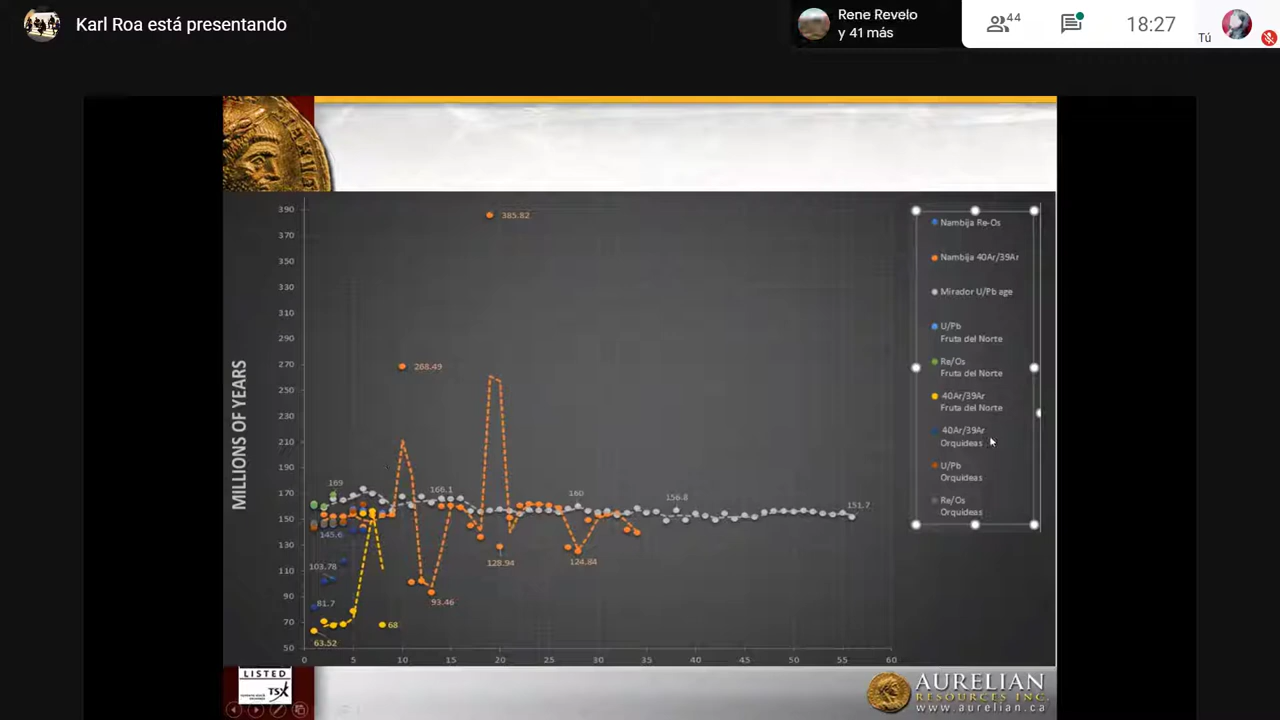 Karl Roa está presentando
Rene Revelo
y 41 más
44
18:27
Tú
390
370
350
330
310
290
270
250
230
210
190
170
150
130
110
90
70
50
MILLIONS OF YEARS
0
5
10
15
20
25
30
35
40
45
50
55
60
385.82
268.49
169
166.1
160
156.8
151.7
145.6
128.94
124.84
103.78
93.46
81.7
68
63.52
Nambija Re-Os
Nambija 40Ar/39Ar
Mirador U/Pb age
U/Pb
Fruta del Norte
Re/Os
Fruta del Norte
40Ar/39Ar
Fruta del Norte
40Ar/39Ar
Orquideas
U/Pb
Orquideas
Re/Os
Orquideas
LISTED
TSX
AURELIAN
RESOURCES INC.
www.aurelian.ca